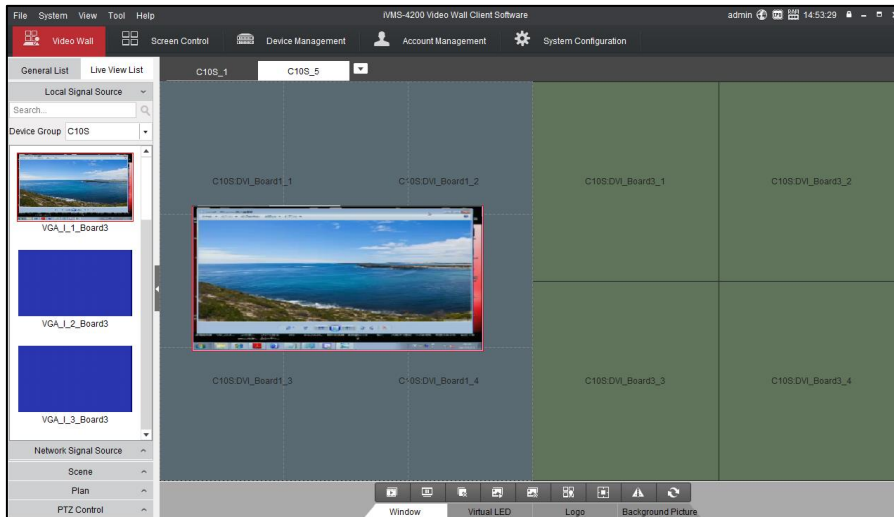 File System View Tool Help
iVMS-4200 Video Wall Client Software
admin 14:53:29
Video Wall
Screen Control
Device Management
Account Management
System Configuration
General List
Live View List
C10S_1
C10S_5
Local Signal Source
Search...
Device Group C10S
VGA_I_1_Board3
VGA_I_2_Board3
VGA_I_3_Board3
Network Signal Source
Scene
Plan
PTZ Control
C10S:DVI_Board1_1
C10S:DVI_Board1_2
C10S:DVI_Board3_1
C10S:DVI_Board3_2
C10S:DVI_Board1_3
C10S:DVI_Board1_4
C10S:DVI_Board3_3
C10S:DVI_Board3_4
Window
Virtual LED
Logo
Background Picture